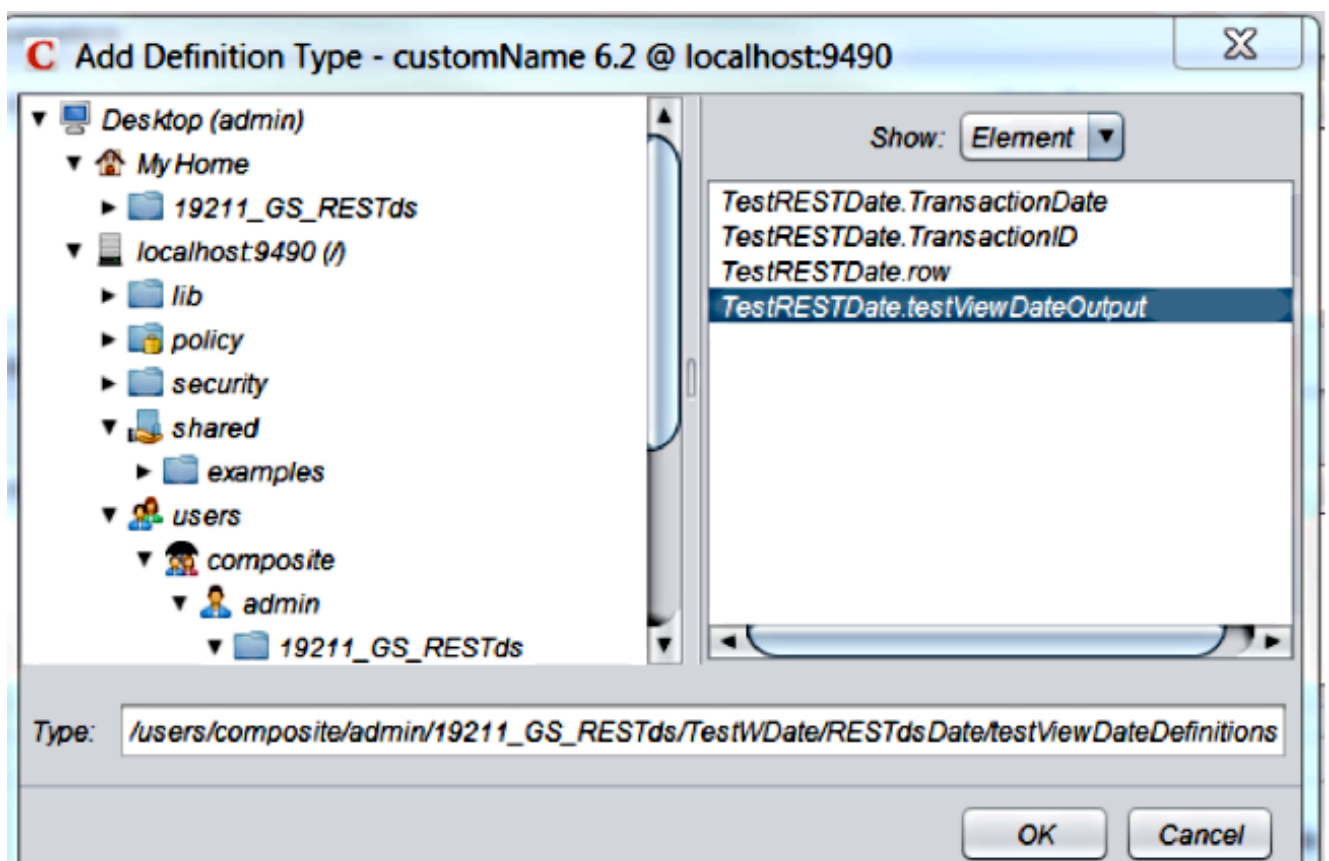 C Add Definition Type - customName 6.2 @ localhost:9490
Desktop (admin)
My Home
19211_GS_RESTds
localhost:9490 (/)
lib
policy
security
shared
examples
users
composite
admin
19211_GS_RESTds
Show: Element
TestRESTDate.TransactionDate
TestRESTDate.TransactionID
TestRESTDate.row
TestRESTDate.testViewDateOutput
Type: /users/composite/admin/19211_GS_RESTds/TestWDate/RESTdsDate/testViewDateDefinitions
OK Cancel